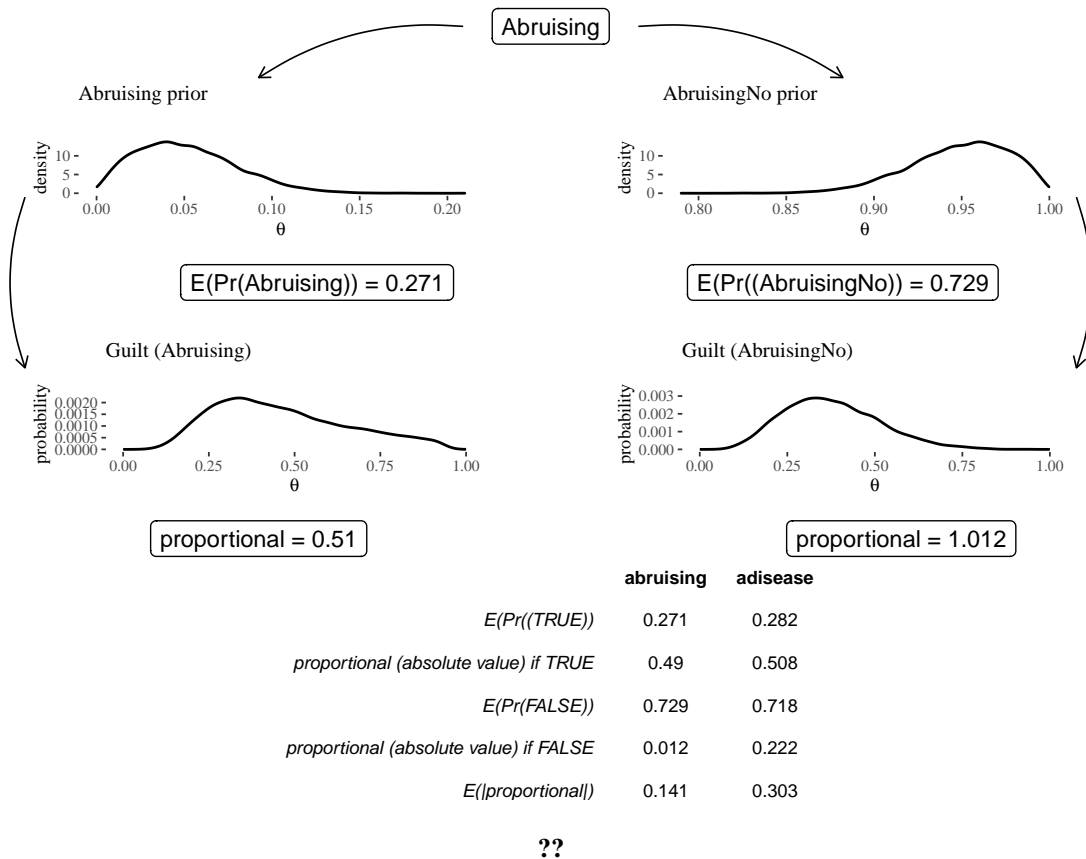 Abruising
Abruising prior
AbruisingNo prior
density
10
5
0
0.00 0.05 0.10 0.15 0.20
θ
density
10
5
0
0.80 0.85 0.90 0.95 1.00
θ
E(Pr(Abruising)) = 0.271
E(Pr((AbruisingNo)) = 0.729
Guilt (Abruising)
Guilt (AbruisingNo)
probability
0.0020
0.0015
0.0010
0.0005
0.0000
0.00 0.25 0.50 0.75 1.00
θ
probability
0.003
0.002
0.001
0.000
0.00 0.25 0.50 0.75 1.00
θ
proportional = 0.51
proportional = 1.012
abruising adisease
E(Pr((TRUE)) 0.271 0.282
proportional (absolute value) if TRUE 0.49 0.508
E(Pr(FALSE)) 0.729 0.718
proportional (absolute value) if FALSE 0.012 0.222
E(|proportional|) 0.141 0.303
??